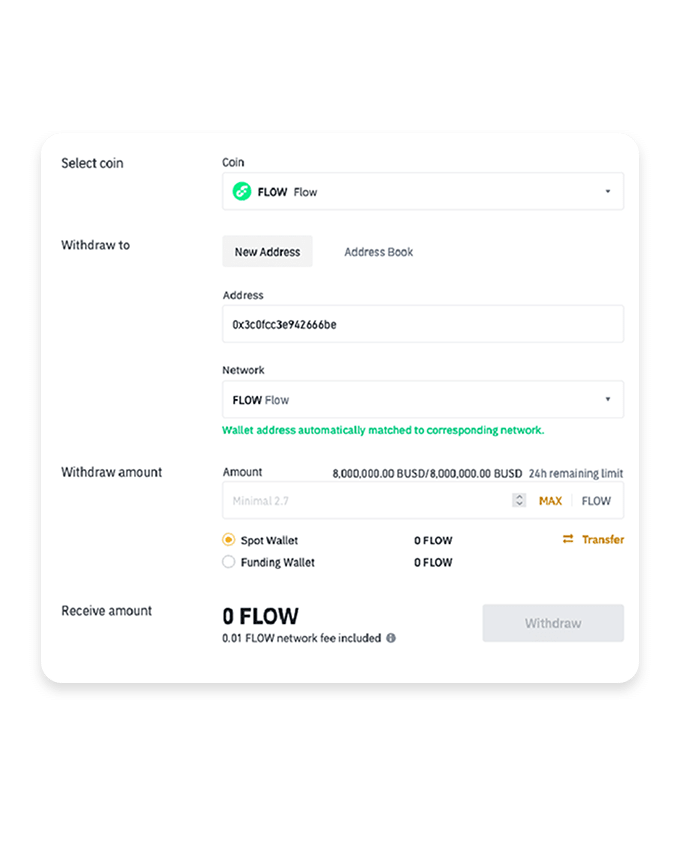 Select coin
Coin
FLOW Flow
Withdraw to
New Address
Address Book
Address
0x3c0fcc3e942666be
Network
FLOW Flow
Wallet address automatically matched to corresponding network.
Withdraw amount
Amount
8,000,000.00 BUSD/8,000,000.00 BUSD 24h remaining limit
Minimal 2.7
MAX
FLOW
Spot Wallet 0 FLOW Transfer
Funding Wallet 0 FLOW
Receive amount
0 FLOW
0.01 FLOW network fee included
Withdraw